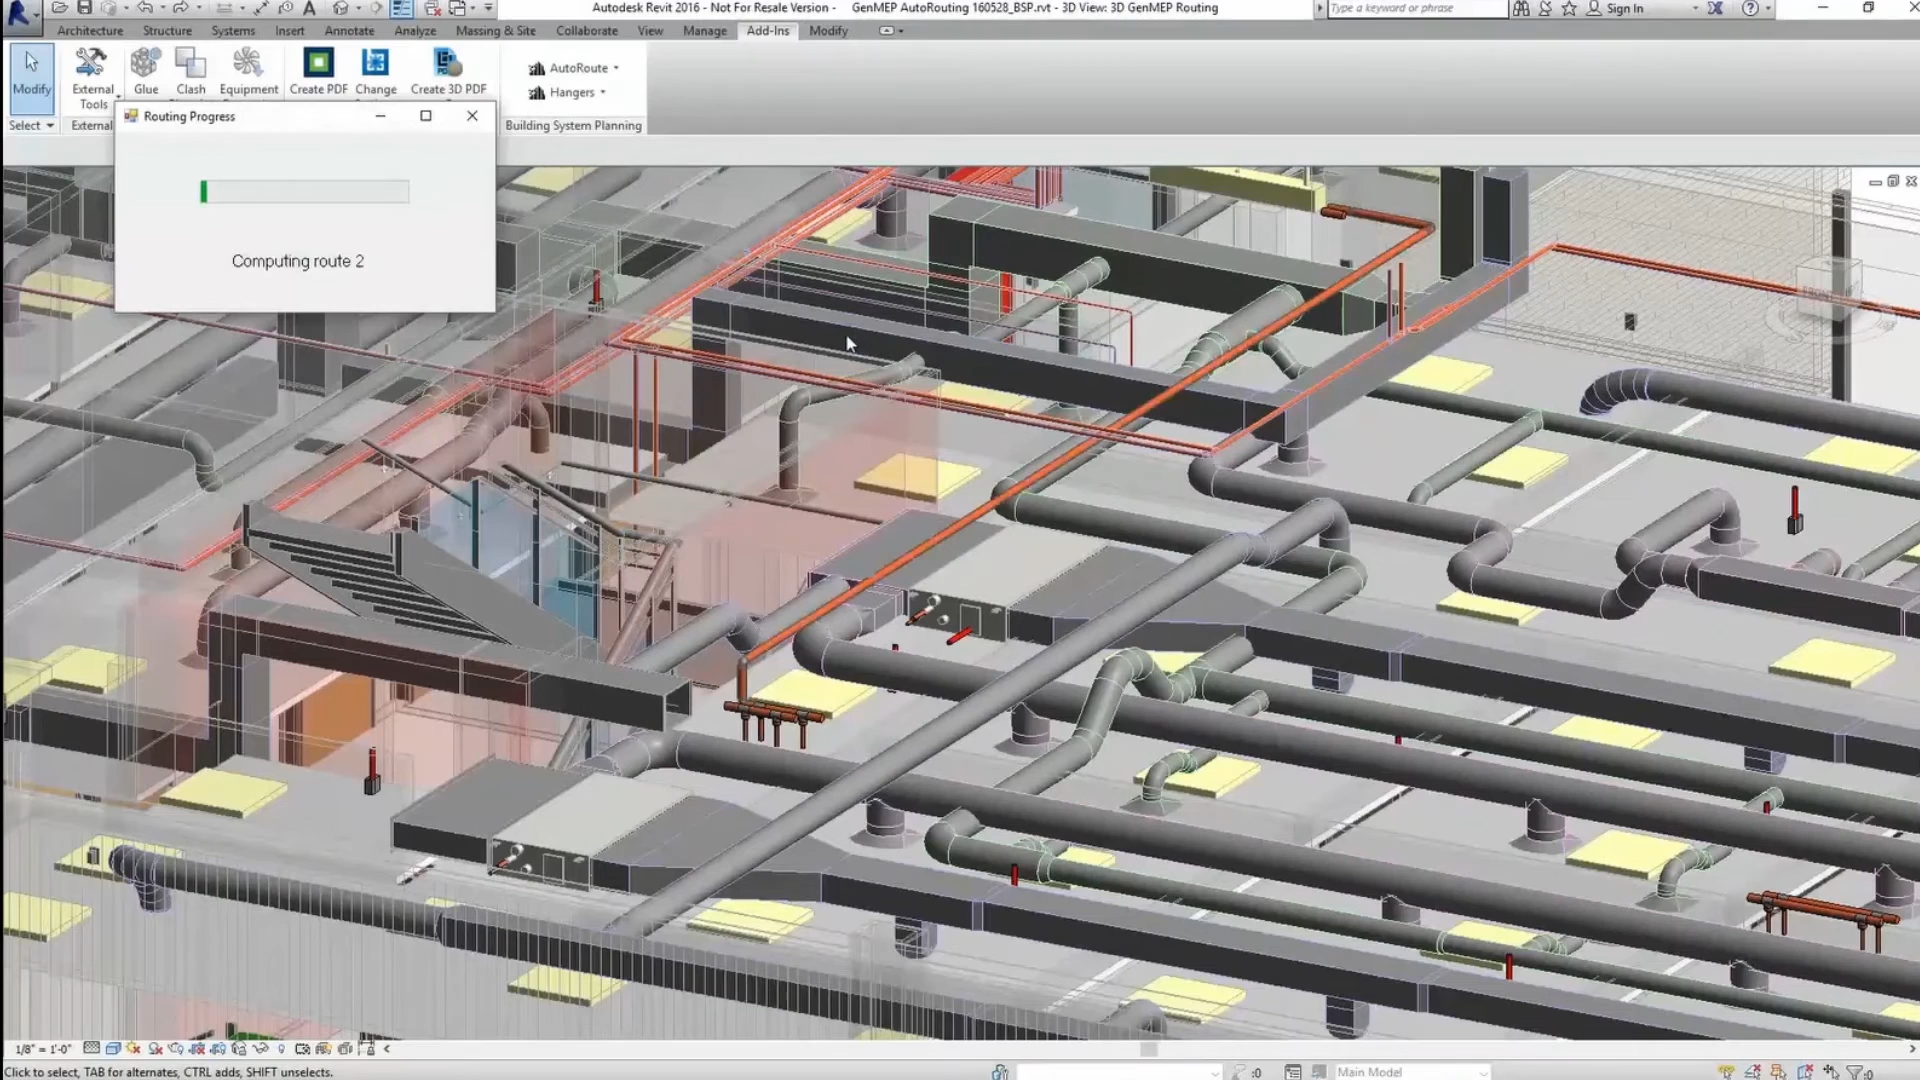 Autodesk Revit 2016 - Not For Resale Version - GenMEP AutoRouting 160528_BSP.rvt - 3D View: 3D GenMEP Routing
Type a keyword or phrase
Sign In
Architecture Structure Systems Insert Annotate Analyze Massing & Site Collaborate View Manage Add-Ins Modify
Modify
External Tools
Glue
Clash
Equipment
Create PDF
Change
Create 3D PDF
AutoRoute
Hangers
Select
External
Building System Planning
Routing Progress
Computing route 2
1/8" = 1'-0"
Click to select, TAB for alternates, CTRL adds, SHIFT unselects.
:0
Main Model
:0